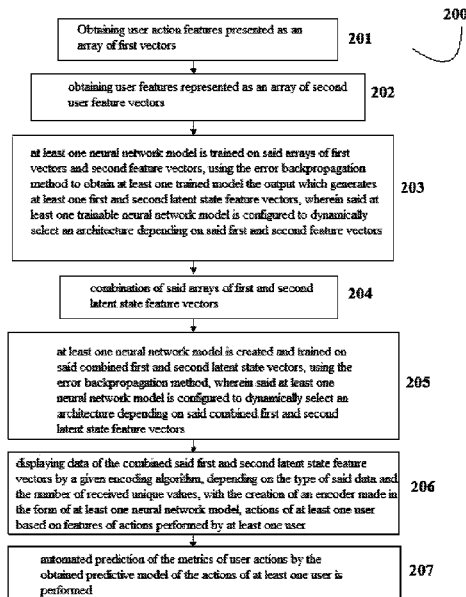 200
Obtaining user action features presented as an
array of first vectors
201
obtaining user features represented as an array of second
user feature vectors
202
at least one neural network model is trained on said arrays of first
vectors and second feature vectors, using the error backpropagation
method to obtain at least one trained model the output which generates
at least one first and second latent state feature vectors, wherein said at
least one trainable neural network model is configured to dynamically
select an architecture depending on said first and second feature vectors
203
combination of said arrays of first and second
latent state feature vectors
204
at least one neural network model is created and trained on
said combined first and second latent state vectors, using the
error backpropagation method, wherein said at least one
neural network model is configured to dynamically select an
architecture depending on said combined first and second
latent state feature vectors
205
displaying data of the combined said first and second latent state feature
vectors by a given encoding algorithm, depending on the type of said data and
the number of received unique values, with the creation of an encoder made in
the form of at least one neural network model, actions of at least one user
based on features of actions performed by at least one user
206
automated prediction of the metrics of user actions by the
obtained predictive model of the actions of at least one user is
performed
207